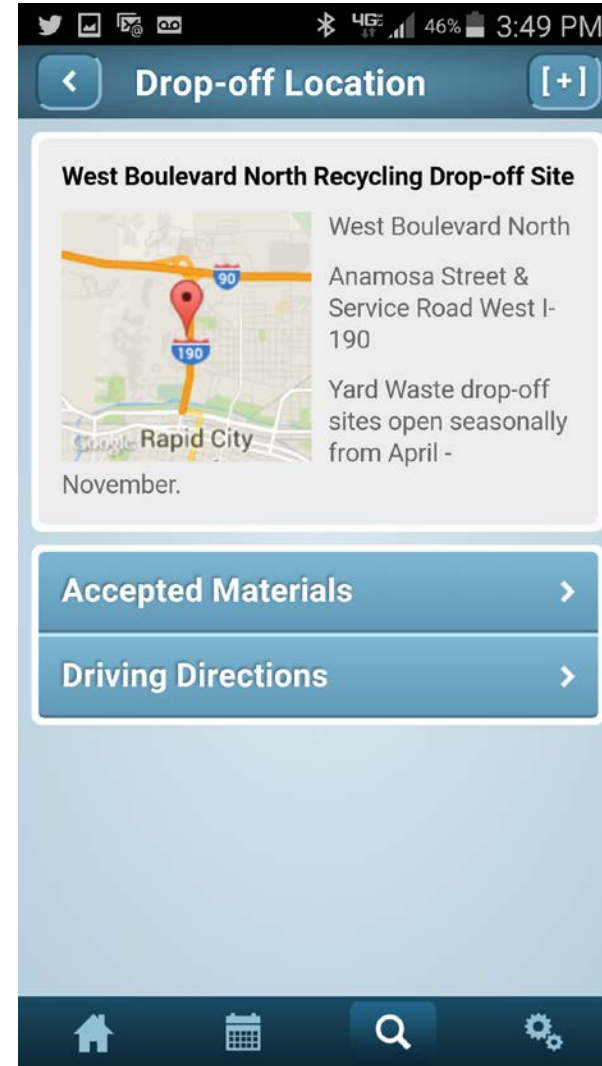 4G 46% 3:49 PM
Drop-off Location [+]
West Boulevard North Recycling Drop-off Site
90
190
Google Rapid City
West Boulevard North
Anamosa Street &
Service Road West I-
190
Yard Waste drop-off
sites open seasonally
from April -
November.
Accepted Materials
Driving Directions